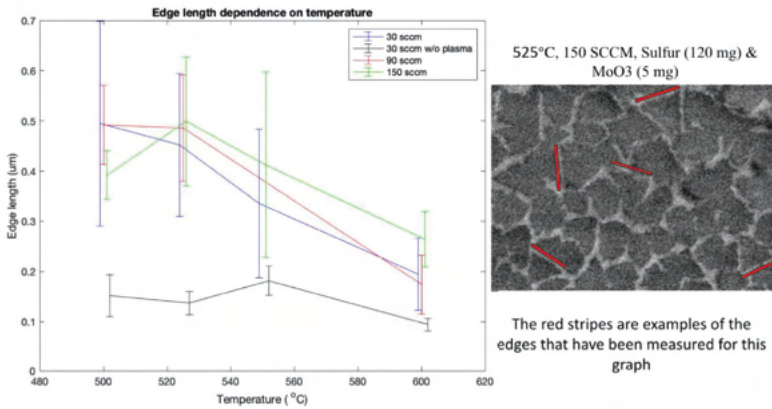 Edge length dependence on temperature
0.7
0.6
0.5
0.4
0.3
0.2
0.1
0
Edge length (um)
30 sccm
30 sccm w/o plasma
90 sccm
150 sccm
480
500
520
540
560
580
600
620
Temperature (°C)
525°C, 150 SCCM, Sulfur (120 mg) &
MoO3 (5 mg)
The red stripes are examples of the
edges that have been measured for this
graph